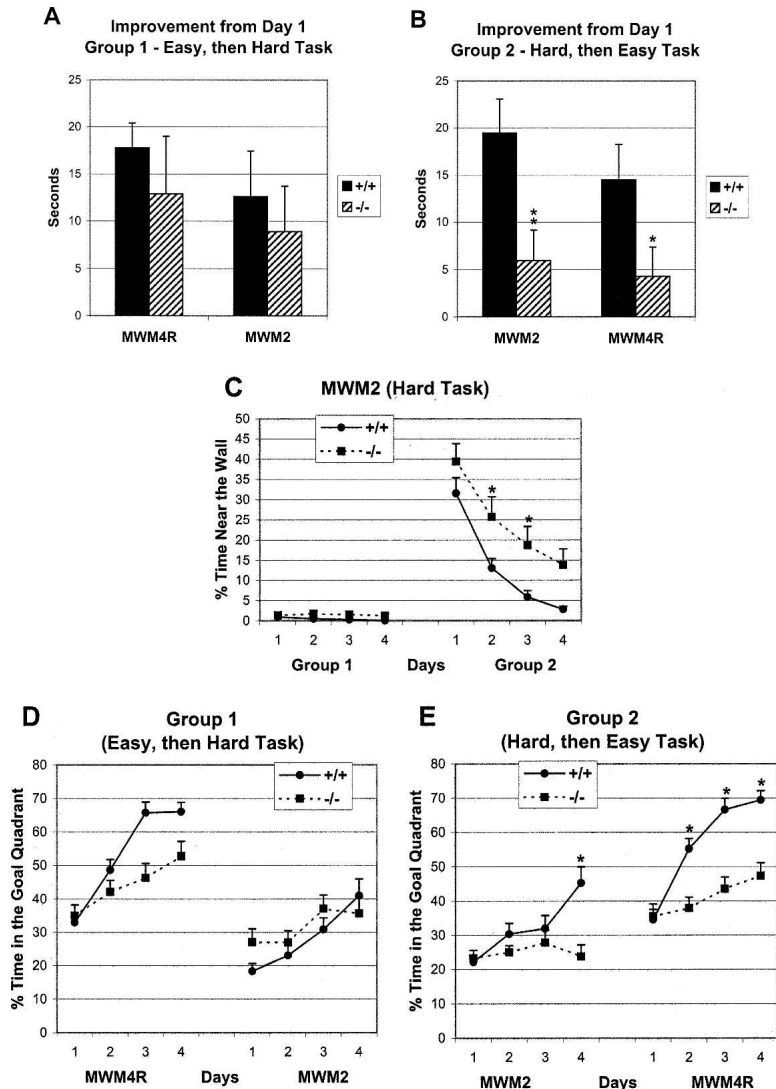 A
Improvement from Day 1
Group 1 - Easy, then Hard Task
25
20
15
10
5
0
Seconds
MWM4R MWM2
+/+
-/-
B
Improvement from Day 1
Group 2 - Hard, then Easy Task
25
20
15
10
5
0
Seconds
*
*
*
MWM2 MWM4R
+/+
-/-
C
MWM2 (Hard Task)
50
45
40
35
30
25
20
15
10
5
0
% Time Near the Wall
+/+
-/-
* *
1 2 3 4 1 2 3 4
Group 1 Days Group 2
D
Group 1
(Easy, then Hard Task)
80
70
60
50
40
30
20
10
0
% Time in the Goal Quadrant
+/+
-/-
1 2 3 4 1 2 3 4
MWM4R Days MWM2
E
Group 2
(Hard, then Easy Task)
80
70
60
50
40
30
20
10
0
% Time in the Goal Quadrant
+/+
-/-
* * * *
1 2 3 4 1 2 3 4
MWM2 Days MWM4R